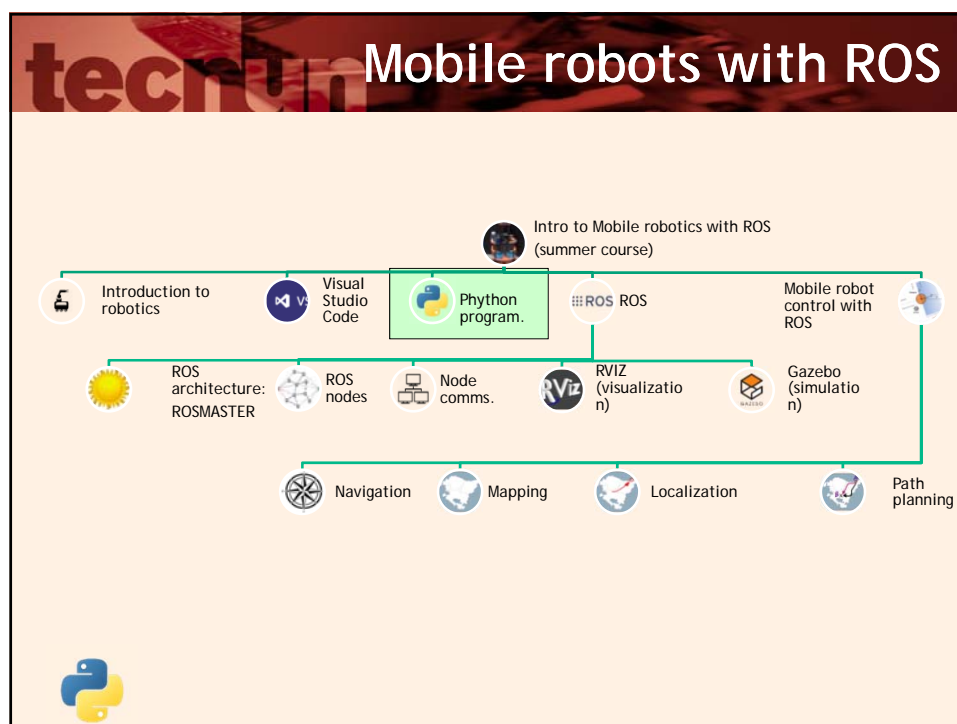 tecnun
Mobile robots with ROS
Intro to Mobile robotics with ROS
(summer course)
Introduction to
robotics
VS
Visual
Studio
Code
Phython
program.
ROS
ROS
Mobile robot
control with
ROS
ROS
architecture:
ROSMASTER
ROS
nodes
Node
comms.
RViz
RVIZ
(visualizatio
n)
GAZEBO
Gazebo
(simulatio
n)
Navigation
Mapping
Localization
Path
planning